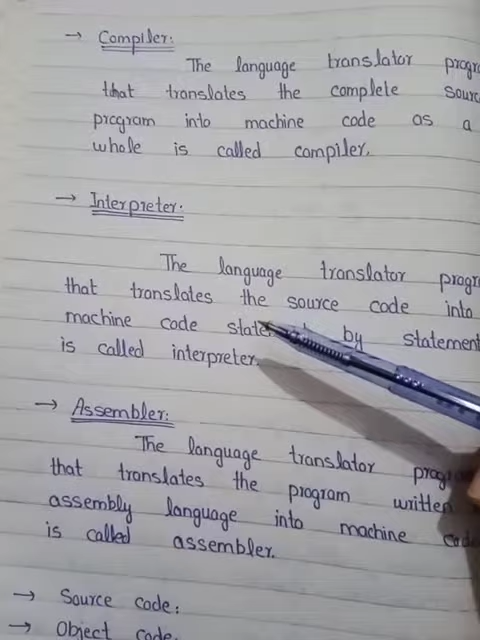 → Compiler:
The language translator progra
that translates the complete sourc
program into machine code as a
whole is called compiler.
→ Interpreter:
The language translator progr
that translates the source code into
machine code state by statement
is called interpreter.
→ Assembler:
The language translator progra
that translates the program written
assembly language into machine code
is called assembler.
→ Source code:
→ Object code: